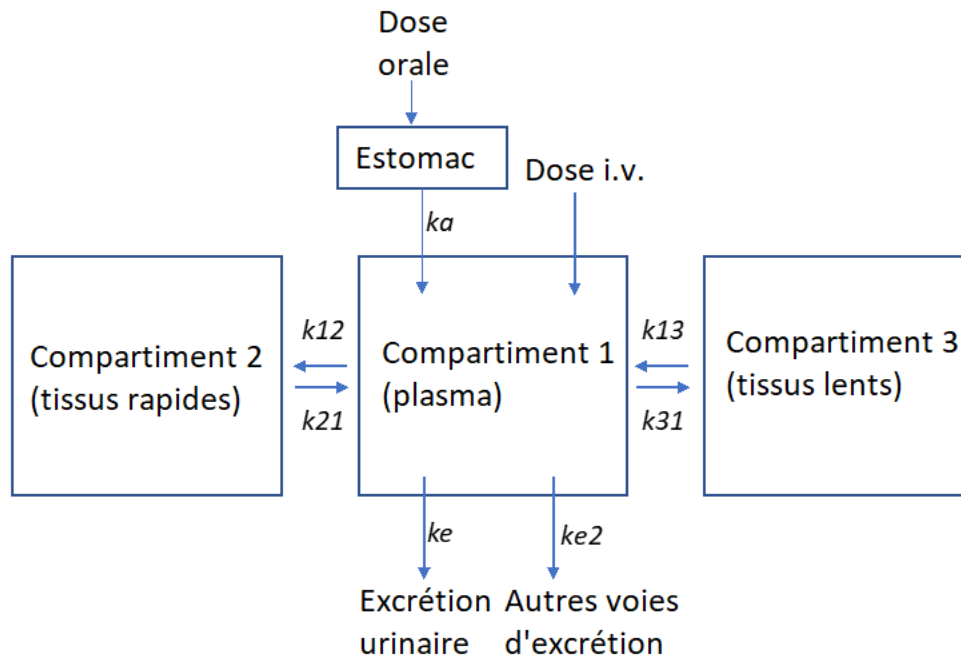 Dose
orale
Estomac
Dose i.v.
ka
k12
k13
Compartiment 2
(tissus rapides)
Compartiment 1
(plasma)
Compartiment 3
(tissus lents)
k21
k31
ke
ke2
Excrétion
urinaire
Autres voies
d'excrétion